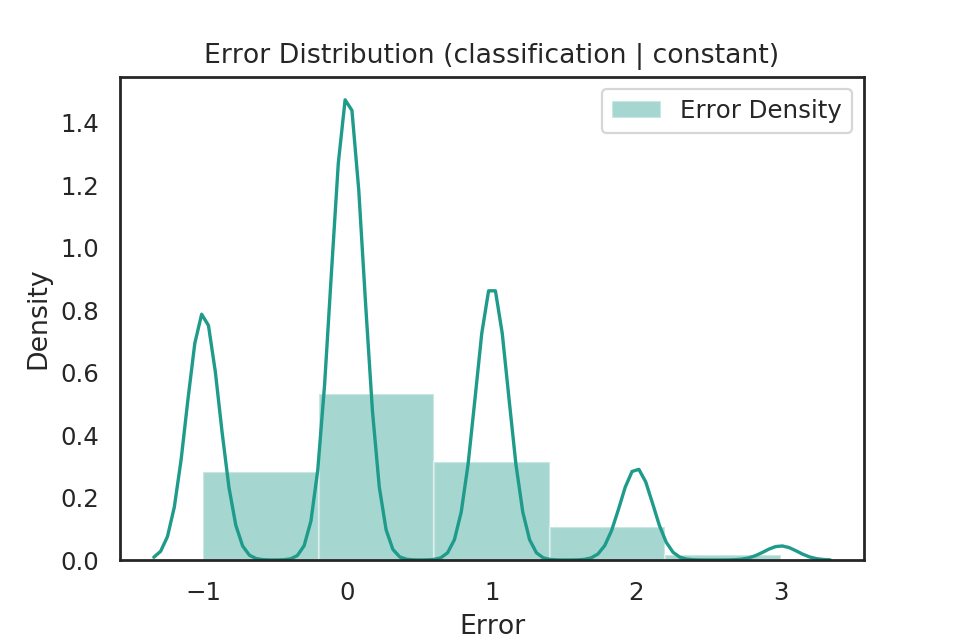 Error Distribution (classification | constant)
Error Density
1.4
1.2
1.0
0.8
0.6
0.4
0.2
0.0
Density
−1 0 1 2 3
Error